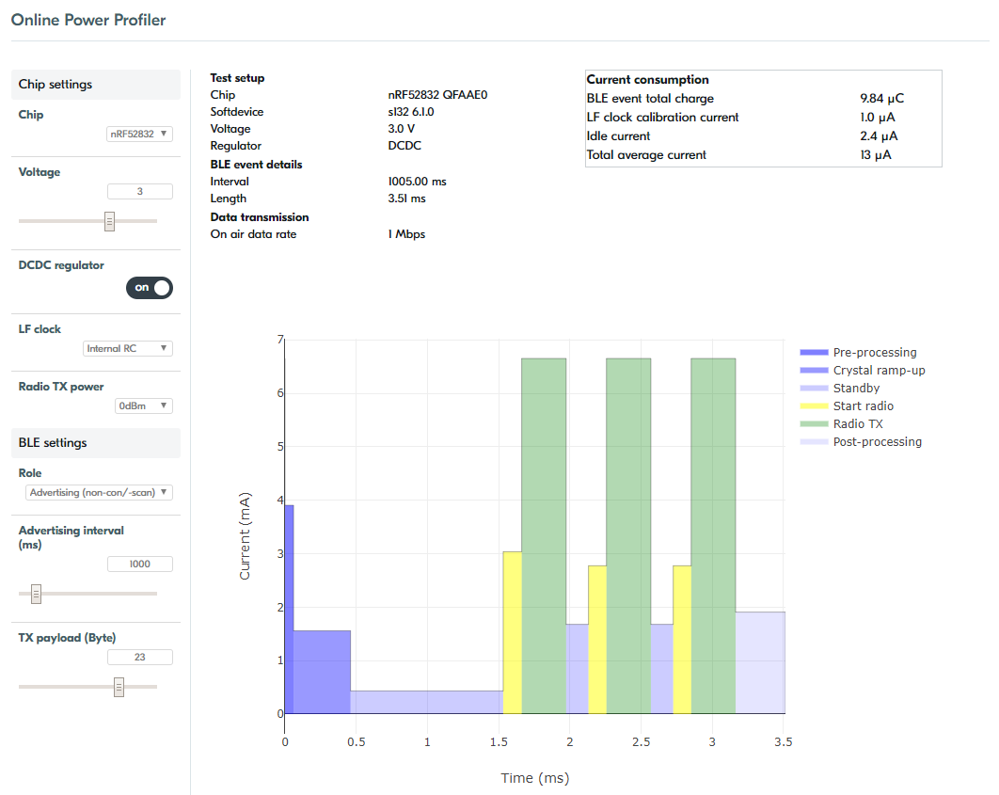 Online Power Profiler
Chip settings
Chip
nRF52832
Voltage
3
DCDC regulator
on
LF clock
Internal RC
Radio TX power
0dBm
BLE settings
Role
Advertising (non-con/-scan)
Advertising interval
(ms)
1000
TX payload (Byte)
23
Test setup
Chip nRF52832 QFAAE0
Softdevice s132 6.1.0
Voltage 3.0 V
Regulator DCDC
BLE event details
Interval 1005.00 ms
Length 3.51 ms
Data transmission
On air data rate 1 Mbps
Current consumption
BLE event total charge 9.84 µC
LF clock calibration current 1.0 µA
Idle current 2.4 µA
Total average current 13 µA
7
6
5
4
3
2
1
0
Current (mA)
0 0.5 1 1.5 2 2.5 3 3.5
Time (ms)
Pre-processing
Crystal ramp-up
Standby
Start radio
Radio TX
Post-processing